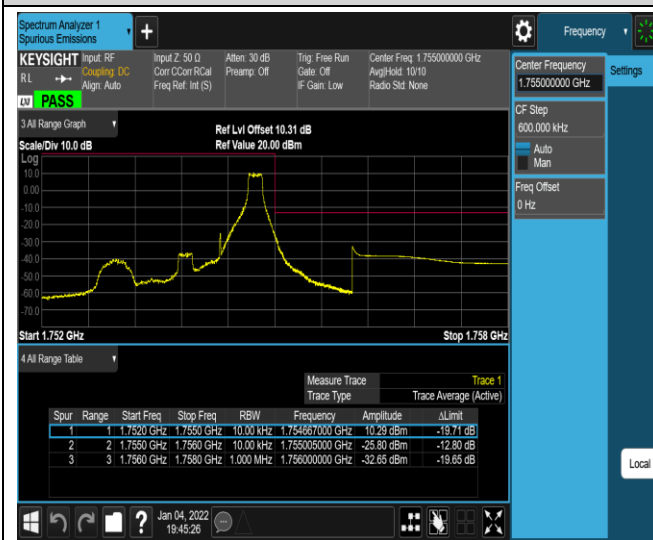 Spectrum Analyzer 1
Spurious Emissions
Frequency
KEYSIGHT
Input: RF
Coupling: DC
Align: Auto
Input Z: 50 Ω
Corr CCorr RCal
Freq Ref: Int (S)
Atten: 30 dB
Preamp: Off
Trig: Free Run
Gate: Off
IF Gain: Low
Center Freq: 1.755000000 GHz
Avg|Hold: 10/10
Radio Std: None
RL
LXI PASS
Center Frequency
1.755000000 GHz
Settings
CF Step
600.000 kHz
Auto
Man
Freq Offset
0 Hz
3 All Range Graph
Scale/Div 10.0 dB
Ref Lvl Offset 10.31 dB
Ref Value 20.00 dBm
Log
10.0
0.00
-10.0
-20.0
-30.0
-40.0
-50.0
-60.0
-70.0
Start 1.752 GHz
Stop 1.758 GHz
4 All Range Table
Measure Trace Trace 1
Trace Type Trace Average (Active)
Spur Range Start Freq Stop Freq RBW Frequency Amplitude ΔLimit
1 1 1.7520 GHz 1.7550 GHz 10.00 kHz 1.754667000 GHz 10.29 dBm -19.71 dB
2 2 1.7550 GHz 1.7560 GHz 10.00 kHz 1.755005000 GHz -25.80 dBm -12.80 dB
3 3 1.7560 GHz 1.7580 GHz 1.000 MHz 1.756000000 GHz -32.65 dBm -19.65 dB
Local
Jan 04, 2022
19:45:26